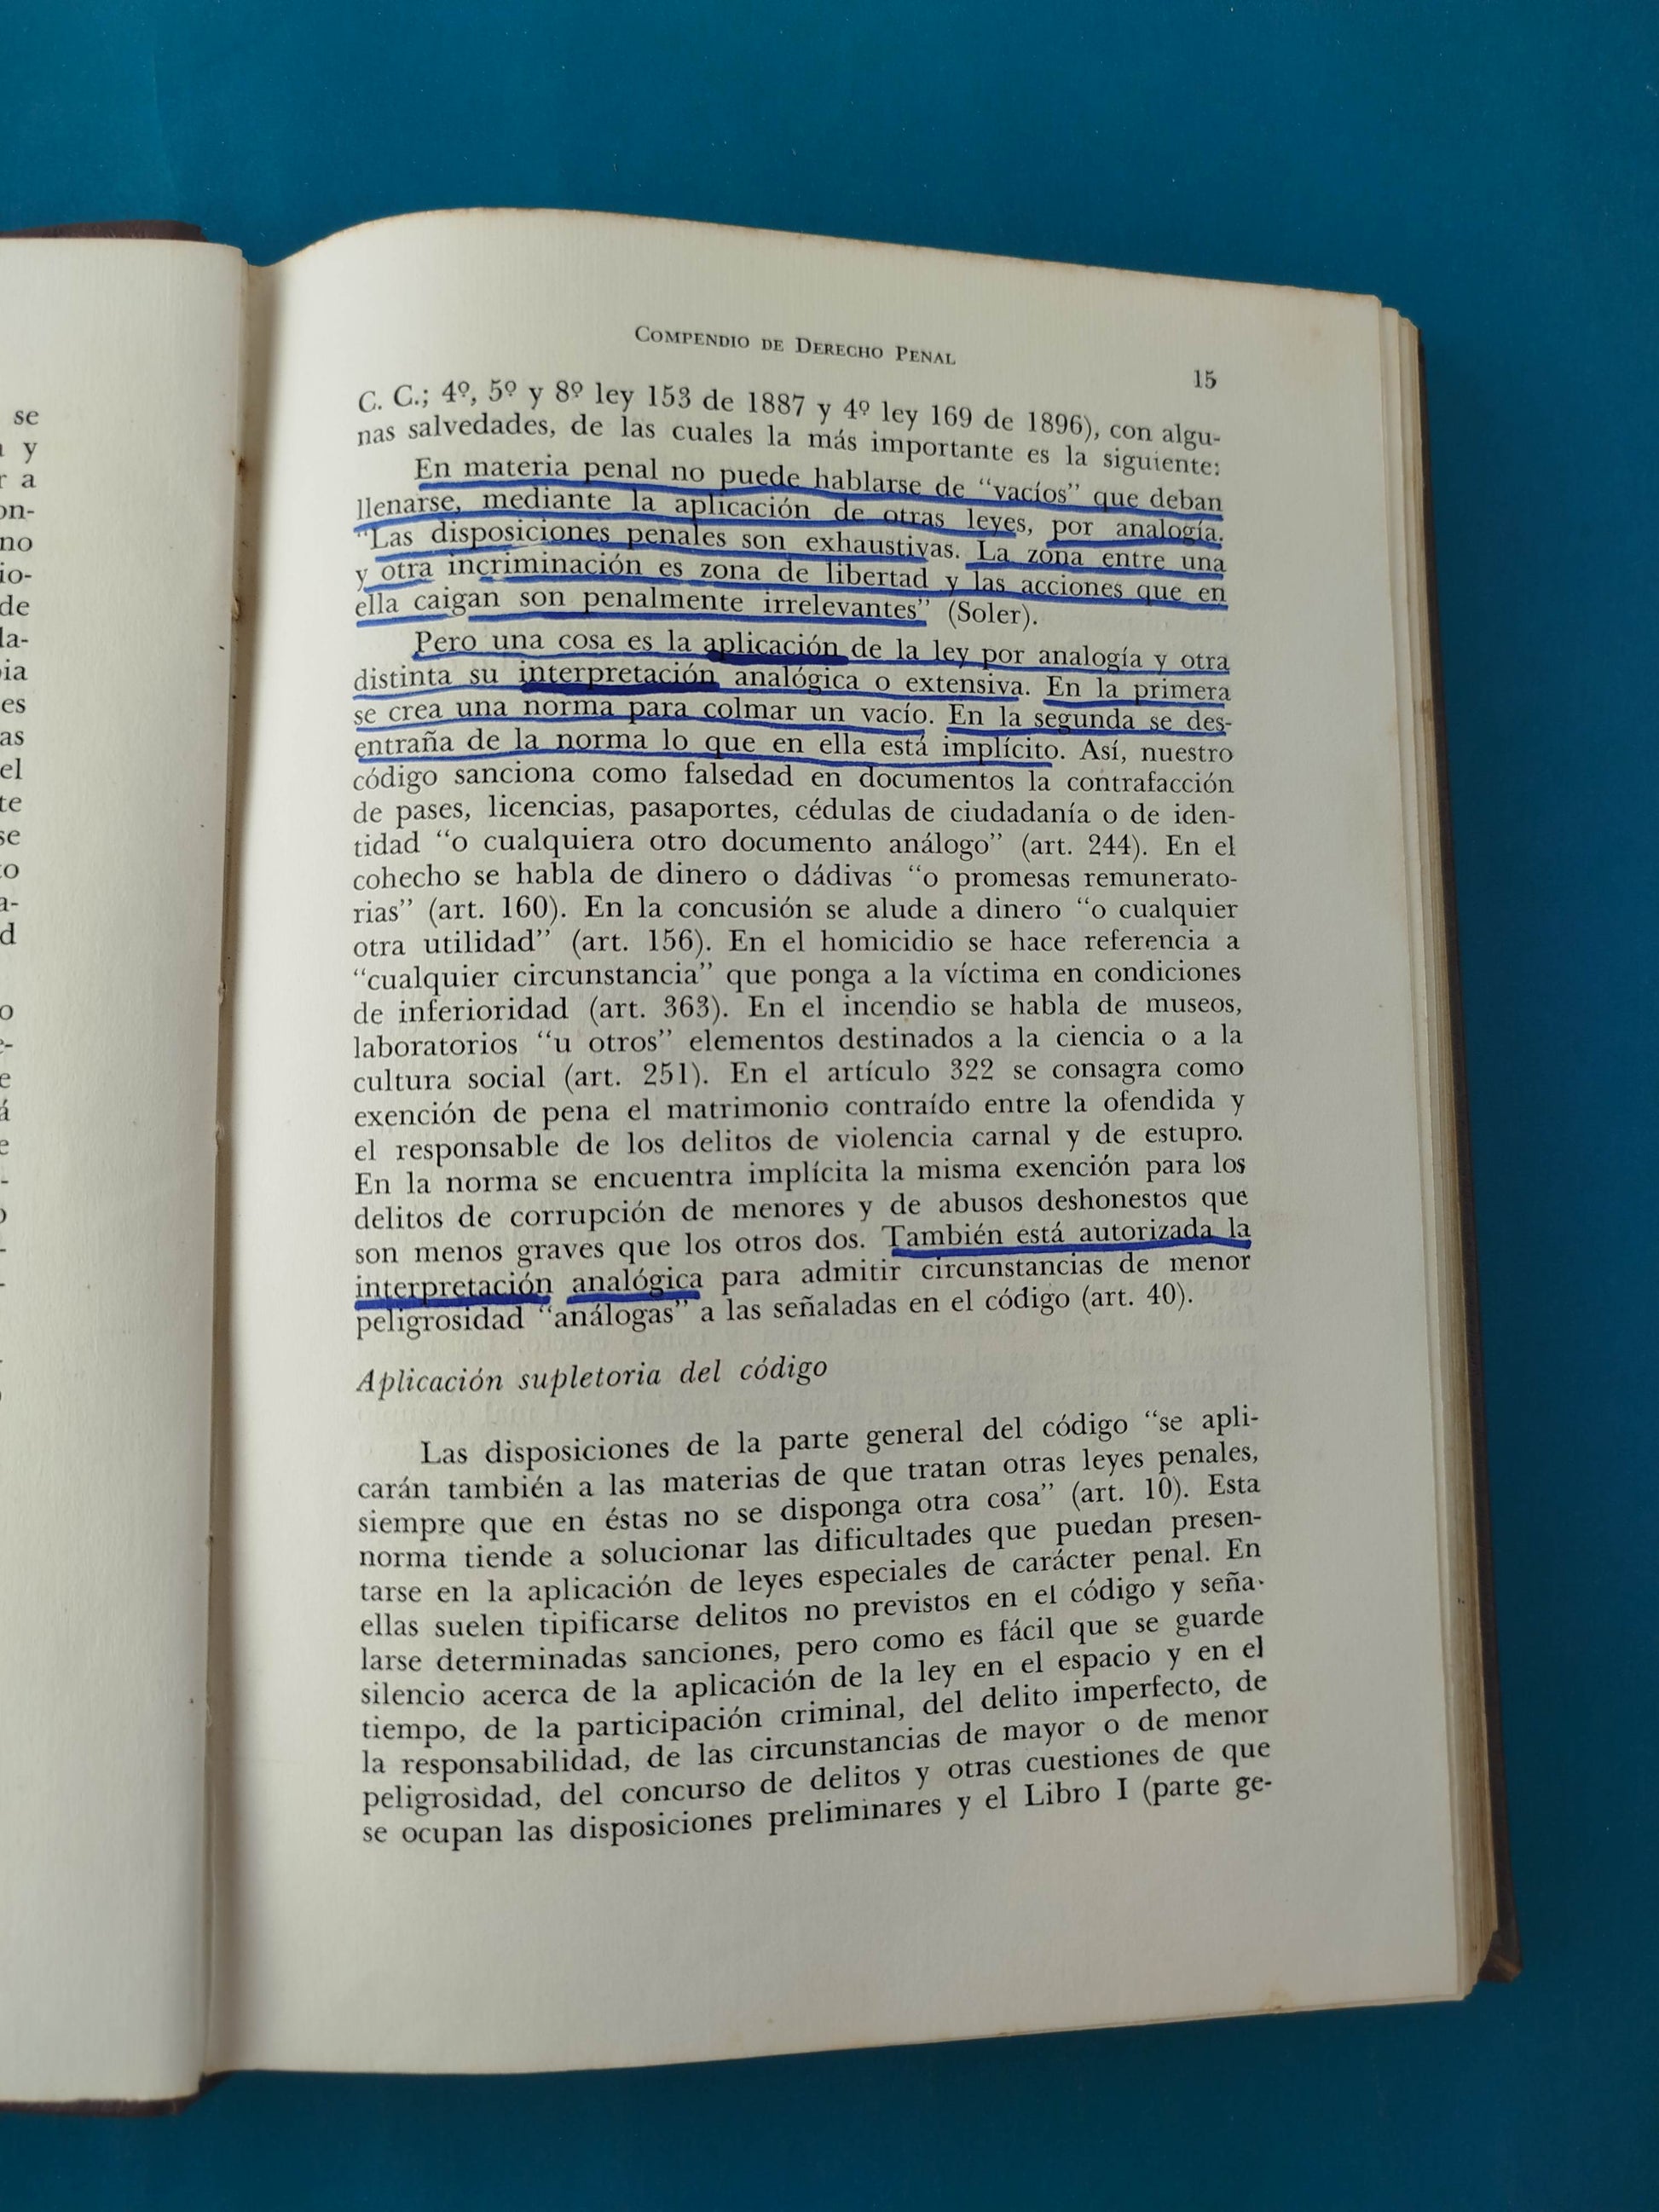 se
y
r a
on-
no
io-
de
la-
ia
es
as
el
te
se
to
a-
d
o
e-
e
á
e
-
o
-
-
COMPENDIO DE DERECHO PENAL
15
C. C.; 4º, 5º y 8º ley 153 de 1887 y 4º ley 169 de 1896), con algu-
nas salvedades, de las cuales la más importante es la siguiente:
En materia penal no puede hablarse de “vacíos” que deban
llenarse, mediante la aplicación de otras leyes, por analogía.
“Las disposiciones penales son exhaustivas. La zona entre una
y otra incriminación es zona de libertad y las acciones que en
ella caigan son penalmente irrelevantes” (Soler).
Pero una cosa es la aplicación de la ley por analogía y otra
distinta su interpretación analógica o extensiva. En la primera
se crea una norma para colmar un vacío. En la segunda se des-
entraña de la norma lo que en ella está implícito. Así, nuestro
código sanciona como falsedad en documentos la contrafacción
de pases, licencias, pasaportes, cédulas de ciudadanía o de iden-
tidad “o cualquiera otro documento análogo” (art. 244). En el
cohecho se habla de dinero o dádivas “o promesas remunerato-
rias” (art. 160). En la concusión se alude a dinero “o cualquier
otra utilidad” (art. 156). En el homicidio se hace referencia a
“cualquier circunstancia” que ponga a la víctima en condiciones
de inferioridad (art. 363). En el incendio se habla de museos,
laboratorios “u otros” elementos destinados a la ciencia o a la
cultura social (art. 251). En el artículo 322 se consagra como
exención de pena el matrimonio contraído entre la ofendida y
el responsable de los delitos de violencia carnal y de estupro.
En la norma se encuentra implícita la misma exención para los
delitos de corrupción de menores y de abusos deshonestos que
son menos graves que los otros dos. También está autorizada la
interpretación analógica para admitir circunstancias de menor
peligrosidad “análogas” a las señaladas en el código (art. 40).
Aplicación supletoria del código
Las disposiciones de la parte general del código “se apli-
carán también a las materias de que tratan otras leyes penales,
siempre que en éstas no se disponga otra cosa” (art. 10). Esta
norma tiende a solucionar las dificultades que puedan presen-
tarse en la aplicación de leyes especiales de carácter penal. En
ellas suelen tipificarse delitos no previstos en el código y seña-
larse determinadas sanciones, pero como es fácil que se guarde
silencio acerca de la aplicación de la ley en el espacio y en el
tiempo, de la participación criminal, del delito imperfecto, de
la responsabilidad, de las circunstancias de mayor o de menor
peligrosidad, del concurso de delitos y otras cuestiones de que
se ocupan las disposiciones preliminares y el Libro I (parte ge-